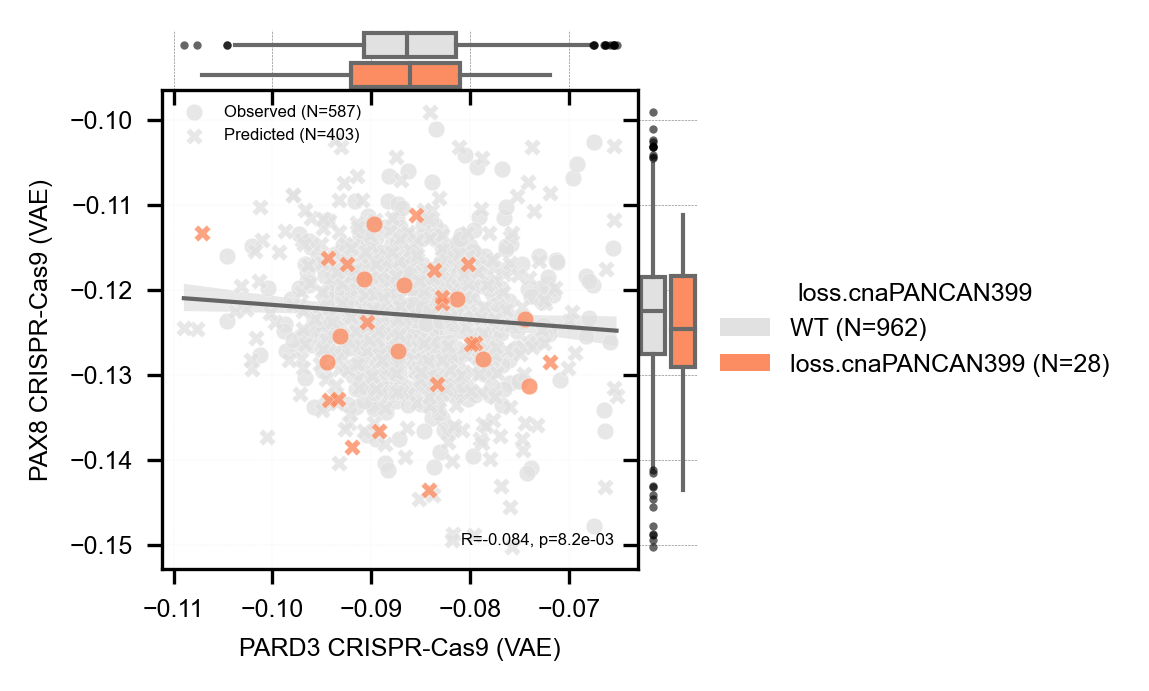 Observed (N=587)
Predicted (N=403)
−0.10
−0.11
−0.12
−0.13
−0.14
−0.15
PAX8 CRISPR-Cas9 (VAE)
R=-0.084, p=8.2e-03
−0.11
−0.10
−0.09
−0.08
−0.07
PARD3 CRISPR-Cas9 (VAE)
loss.cnaPANCAN399
WT (N=962)
loss.cnaPANCAN399 (N=28)